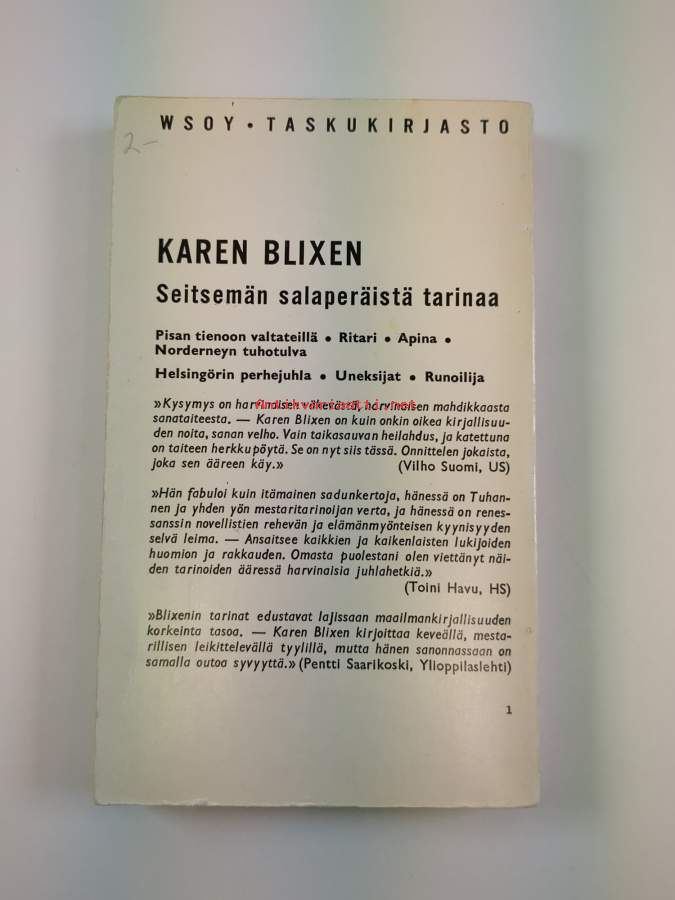 WSOY • TASKUKIRJASTO
2-
KAREN BLIXEN
Seitsemän salaperäistä tarinaa
Pisan tienoon valtateillä • Ritari • Apina •
Norderneyn tuhotulva
Helsingörin perhejuhla • Uneksijat • Runoilija
»Kysymys on harvinaisen väkevästä, harvinaisen mahdikkaasta
sanataiteesta. — Karen Blixen on kuin onkin oikea kirjallisuu-
den noita, sanan velho. Vain taikasauvan heilahdus, ja katettuna
on taiteen herkkupöytä. Se on nyt siis tässä. Onnittelen jokaista,
joka sen ääreen käy.» (Vilho Suomi, US)
»Hän fabuloi kuin itämainen sadunkertoja, hänessä on Tuhan-
nen ja yhden yön mestaritarinoijan verta, ja hänessä on renes-
sanssin novellistien rehevän ja elämänmyönteisen kyynisyyden
selvä leima. — Ansaitsee kaikkien ja kaikenlaisten lukijoiden
huomion ja rakkauden. Omasta puolestani olen viettänyt näi-
den tarinoiden ääressä harvinaisia juhlahetkiä.»
(Toini Havu, HS)
»Blixenin tarinat edustavat lajissaan maailmankirjallisuuden
korkeinta tasoa. — Karen Blixen kirjoittaa keveällä, mesta-
rillisen leikittelevällä tyylillä, mutta hänen sanonnassaan on
samalla outoa syvyyttä.» (Pentti Saarikoski, Ylioppilaslehti)
1